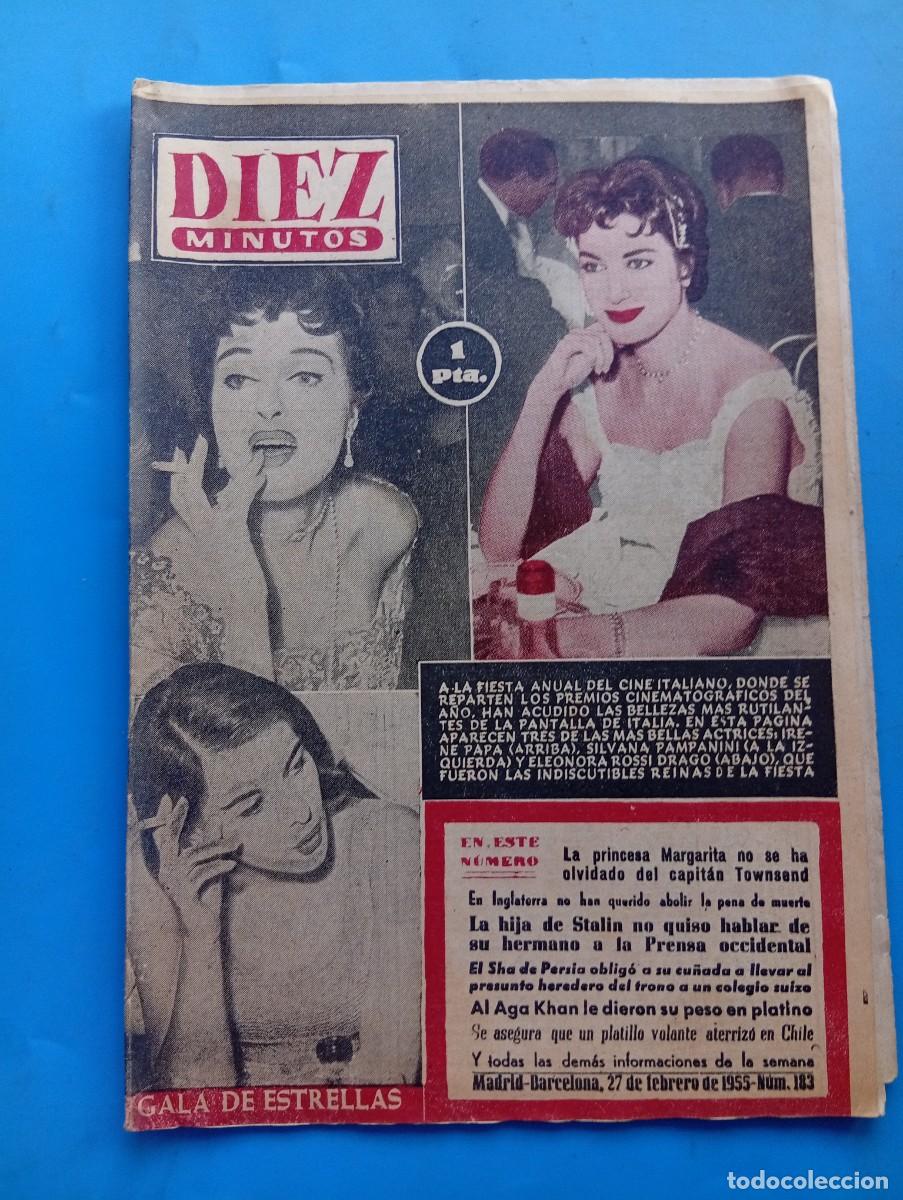 DIEZ
MINUTOS
1
Pta.
A LA FIESTA ANUAL DEL CINE ITALIANO, DONDE SE
REPARTEN LOS PREMIOS CINEMATOGRAFICOS DEL
AÑO, HAN ACUDIDO LAS BELLEZAS MAS RUTILAN-
TES DE LA PANTALLA DE ITALIA. EN ESTA PAGINA
APARECEN TRES DE LAS MAS BELLAS ACTRICES: IRE-
NE PAPA (ARRIBA), SILVANA PAMPANINI (A LA IZ-
QUIERDA) Y ELEONORA ROSSI DRAGO (ABAJO), QUE
FUERON LAS INDISCUTIBLES REINAS DE LA FIESTA
EN ESTE
NÚMERO
La princesa Margarita no se ha
olvidado del capitán Townsend
En Inglaterra no han querido abolir la pena de muerte
La hija de Stalin no quiso hablar de
su hermano a la Prensa occidental
El Sha de Persia obligó a su cuñada a llevar al
presunto heredero del trono a un colegio suizo
Al Aga Khan le dieron su peso en platino
Se asegura que un platillo volante aterrizó en Chile
Y todas las demás informaciones de la semana
Madrid-Barcelona, 27 de febrero de 1955-Núm. 183
GALA DE ESTRELLAS
todocoleccion